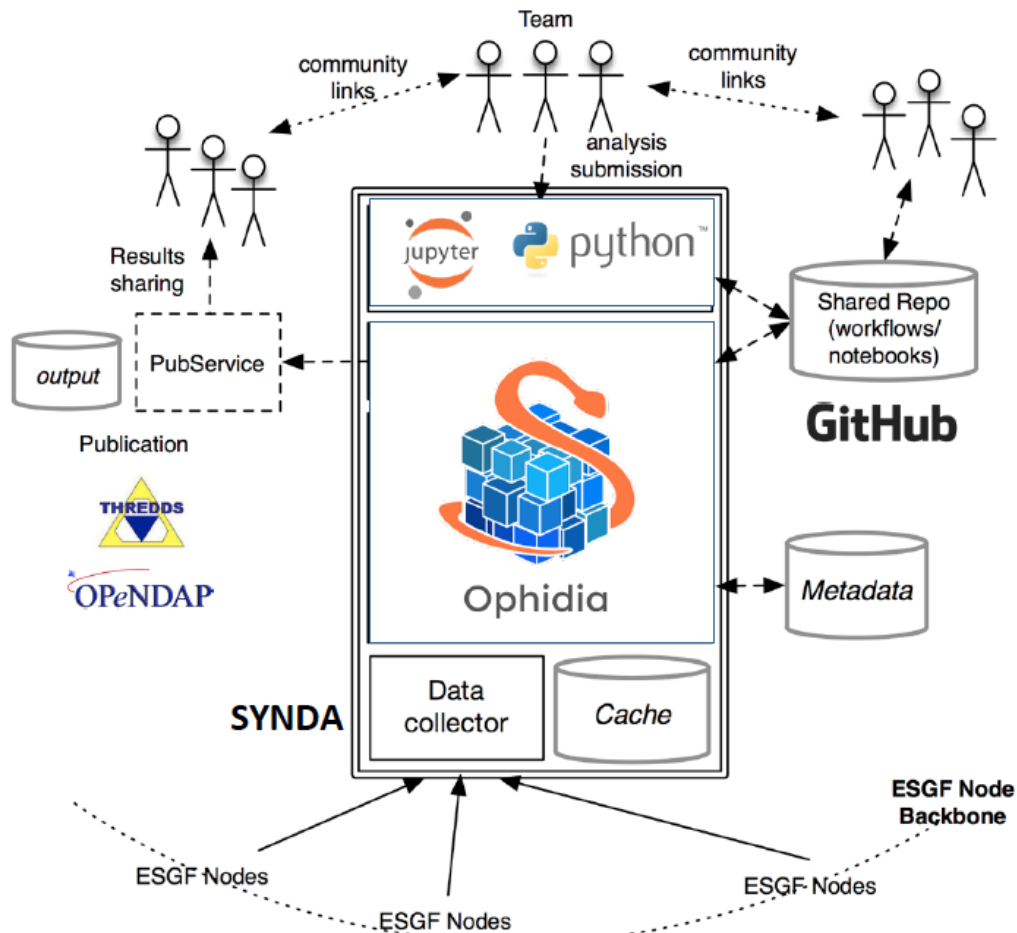 Team
community
links
community
links
analysis
submission
jupyter
python™
Results
sharing
Shared Repo
(workflows/
notebooks)
output
PubService
GitHub
Publication
THREDDS
OPeNDAP
Ophidia
Metadata
SYNDA
Data
collector
Cache
ESGF Node
Backbone
ESGF Nodes
ESGF Nodes
ESGF Nodes